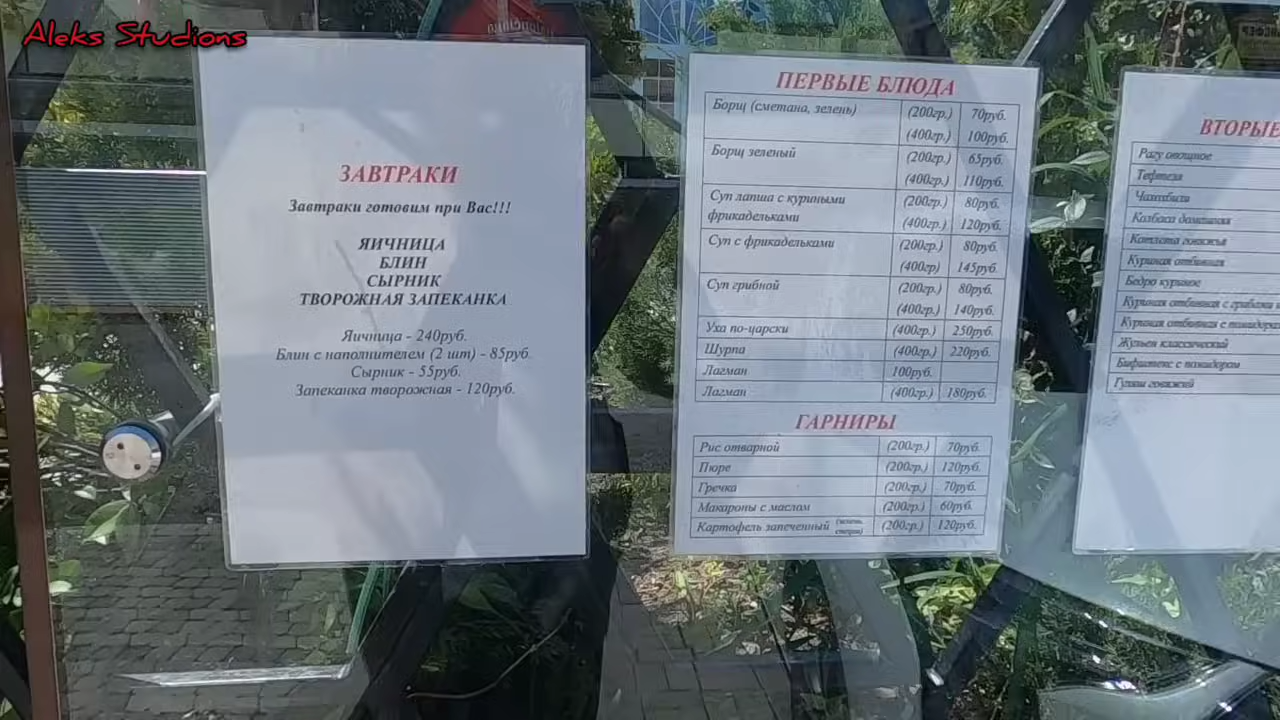 Aleks Studions
ЗАВТРАКИ
Завтраки готовим при Вас!!!
ЯИЧНИЦА
БЛИН
СЫРНИК
ТВОРОЖНАЯ ЗАПЕКАНКА
Яичница - 240руб.
Блин с наполнителем (2 шт) - 85руб.
Сырник - 55руб.
Запеканка творожная - 120руб.
ПЕРВЫЕ БЛЮДА
Борщ (сметана, зелень) (200гр.) 70руб.
(400гр.) 100руб.
Борщ зеленый (200гр.) 65руб.
(400гр.) 110руб.
Суп лапша с куриными (200гр.) 80руб.
фрикадельками (400гр.) 120руб.
Суп с фрикадельками (200гр.) 80руб.
(400гр.) 145руб.
Суп грибной (200гр.) 80руб.
(400гр.) 140руб.
Уха по-царски (400гр.) 250руб.
Шурпа (400гр.) 220руб.
Лагман 100руб.
Лагман (400гр.) 180руб.
ГАРНИРЫ
Рис отварной (200гр.) 70руб.
Пюре (200гр.) 120руб.
Гречка (200гр.) 70руб.
Макароны с маслом (200гр.) 60руб.
Картофель запеченный (200гр.) 120руб.
ВТОРЫЕ
Рагу овощное
Тефтели
Чахохбили
Колбаса домашняя
Котлета говяжья
Куриная отбивная
Бедро куриное
Куриная отбивная с грибами
Куриная отбивная с помидором
Жульен классический
Бифштекс с помидором
Гуляш говяжий